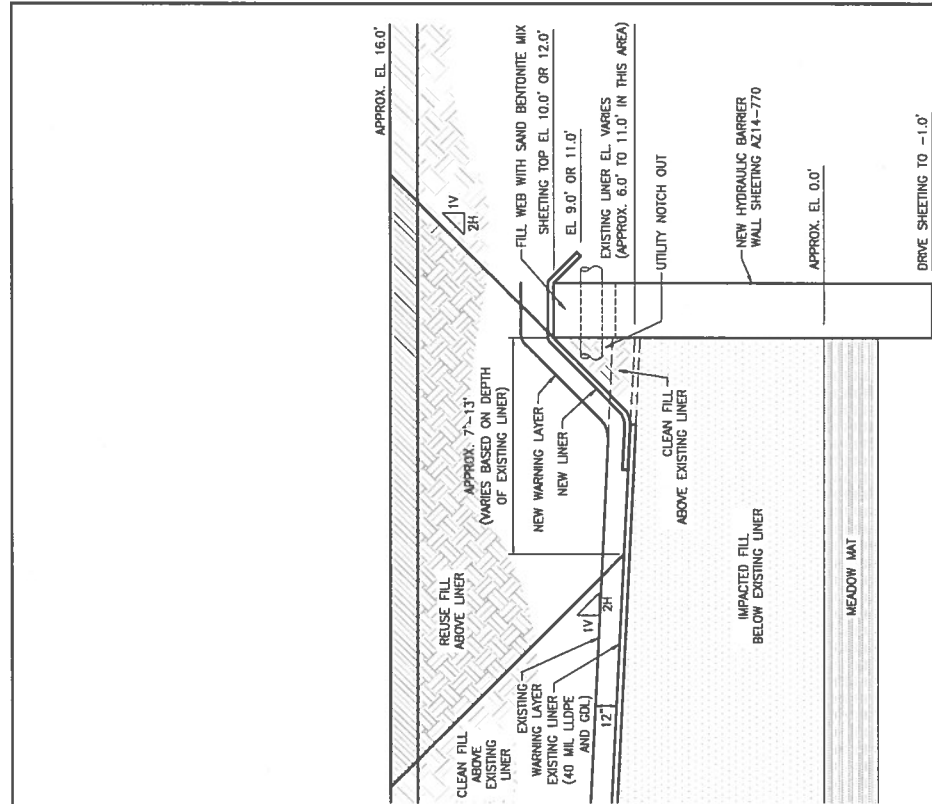 APPROX. EL 16.0'
1V
2H
FILL WEB WITH SAND BENTONITE MIX
SHEETING TOP EL 10.0' OR 12.0'
EL 9.0' OR 11.0'
EXISTING LINER EL. VARIES
(APPROX. 6.0' TO 11.0' IN THIS AREA)
UTILITY NOTCH OUT
NEW HYDRAULIC BARRIER
WALL SHEETING AZ14-770
APPROX. EL 0.0'
DRIVE SHEETING TO -1.0'
APPROX. 7'-13'
(VARIES BASED ON DEPTH
OF EXISTING LINER)
NEW WARNING LAYER
NEW LINER
CLEAN FILL
ABOVE EXISTING LINER
REUSE FILL
ABOVE LINER
1V
2H
IMPACTED FILL
BELOW EXISTING LINER
MEADOW MAT
CLEAN FILL
ABOVE
EXISTING
LINER
EXISTING
WARNING LAYER
EXISTING LINER
(40 MIL LLDPE
AND GDL)
12"